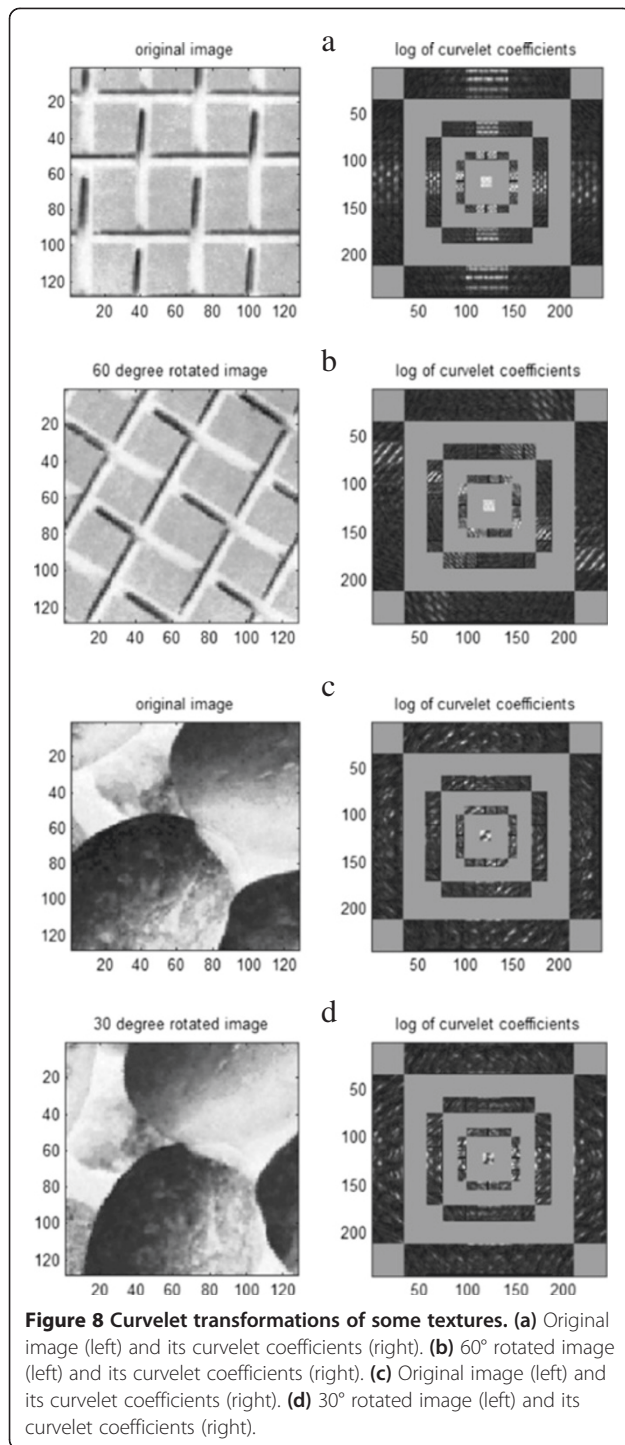 a
original image
log of curvelet coefficients
20
40
60
80
100
120
20 40 60 80 100 120
50
100
150
200
50 100 150 200
b
60 degree rotated image
log of curvelet coefficients
20
40
60
80
100
120
20 40 60 80 100 120
50
100
150
200
50 100 150 200
c
original image
log of curvelet coefficients
20
40
60
80
100
120
20 40 60 80 100 120
50
100
150
200
50 100 150 200
d
30 degree rotated image
log of curvelet coefficients
20
40
60
80
100
120
20 40 60 80 100 120
50
100
150
200
50 100 150 200
Figure 8 Curvelet transformations of some textures. (a) Original
image (left) and its curvelet coefficients (right). (b) 60° rotated image
(left) and its curvelet coefficients (right). (c) Original image (left) and
its curvelet coefficients (right). (d) 30° rotated image (left) and its
curvelet coefficients (right).